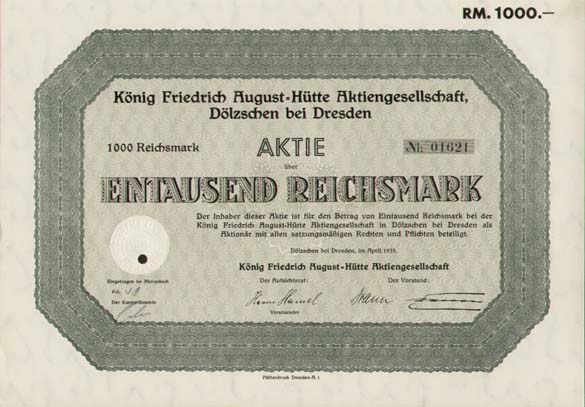 RM. 1000.—
König Friedrich August-Hütte Aktiengesellschaft,
Dölzschen bei Dresden
1000 Reichsmark AKTIE № 01621
über
EINTAUSEND REICHSMARK
Der Inhaber dieser Aktie ist für den Betrag von Eintausend Reichsmark bei der
König Friedrich August-Hütte Aktiengesellschaft in Dölzschen bei Dresden als
Aktionär mit allen satzungsmäßigen Rechten und Pflichten beteiligt.
Dölzschen bei Dresden, im April 1935.
König Friedrich August-Hütte Aktiengesellschaft
Eingetragen im Aktienbuch Der Aufsichtsrat: Der Vorstand:
Fol. 59
Der Kontrollbeamte
Vorsitzender